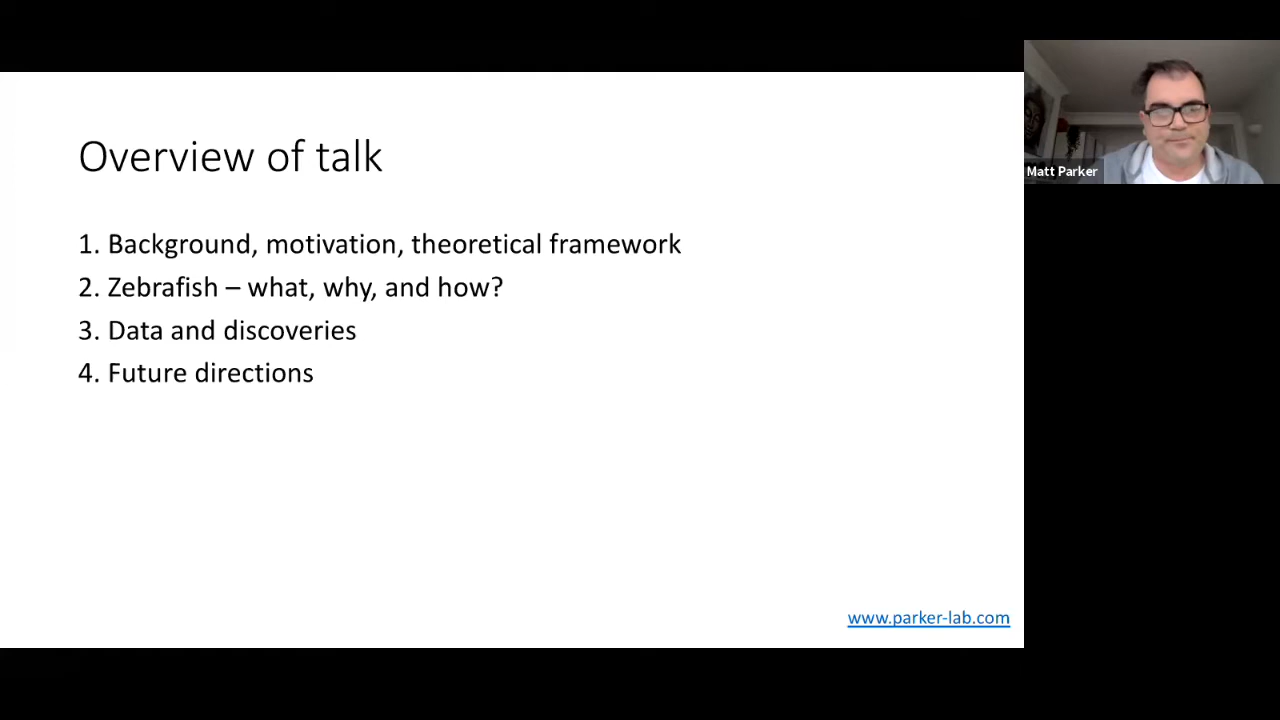 Overview of talk
1. Background, motivation, theoretical framework
2. Zebrafish – what, why, and how?
3. Data and discoveries
4. Future directions
www.parker-lab.com
Matt Parker